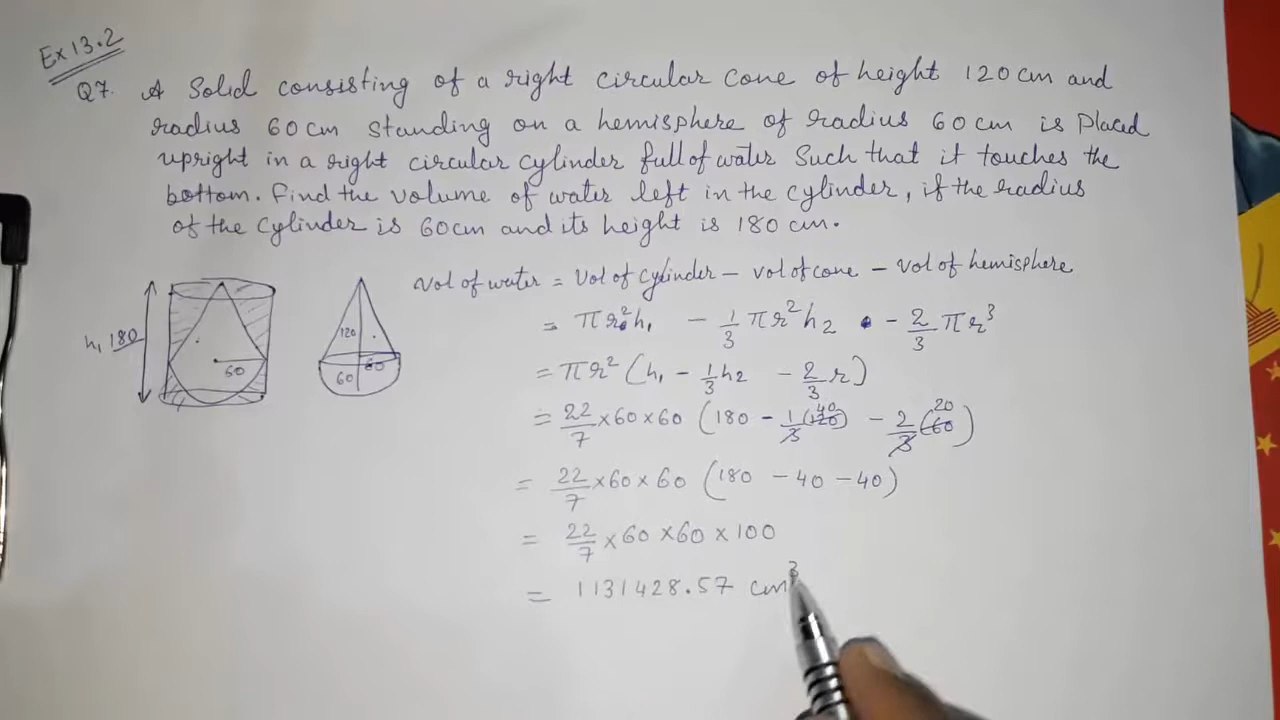 Ex 13.2
Q7. A Solid consisting of a right circular cone of height 120 cm and
radius 60 cm standing on a hemisphere of radius 60 cm is Placed
upright in a right circular cylinder full of water Such that it touches the
bottom. Find the volume of water left in the cylinder, if the radius
of the cylinder is 60 cm and its height is 180 cm.
Vol of water = Vol of cylinder - vol of cone - vol of hemisphere
= πr²h₁ - 1/3 πr²h₂ - 2/3 πr³
h₁ 180
120
60
60
60
= πr² (h₁ - 1/3 h₂ - 2/3 r)
= 22/7 × 60 × 60 (180 - 1/3 (120) 40 - 2/3 (60) 20)
= 22/7 × 60 × 60 (180 - 40 - 40)
= 22/7 × 60 × 60 × 100
= 1131428.57 cm³